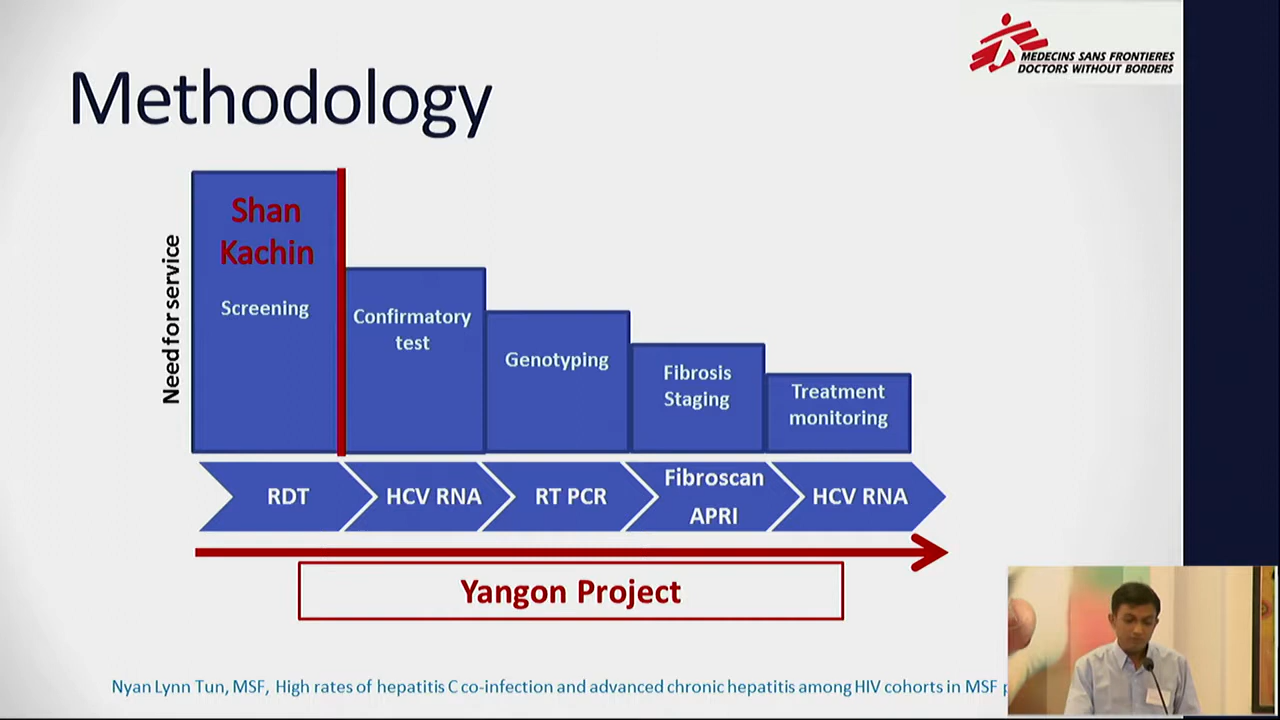 MEDECINS SANS FRONTIERES
DOCTORS WITHOUT BORDERS
Methodology
Need for service
Shan
Kachin
Screening
Confirmatory
test
Genotyping
Fibrosis
Staging
Treatment
monitoring
RDT
HCV RNA
RT PCR
Fibroscan
APRI
HCV RNA
Yangon Project
Nyan Lynn Tun, MSF, High rates of hepatitis C co-infection and advanced chronic hepatitis among HIV cohorts in MSF